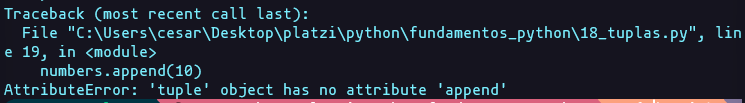 Traceback (most recent call last):
  File "C:\Users\cesar\Desktop\platzi\python\fundamentos_python\18_tuplas.py", lin
e 19, in <module>
    numbers.append(10)
AttributeError: 'tuple' object has no attribute 'append'